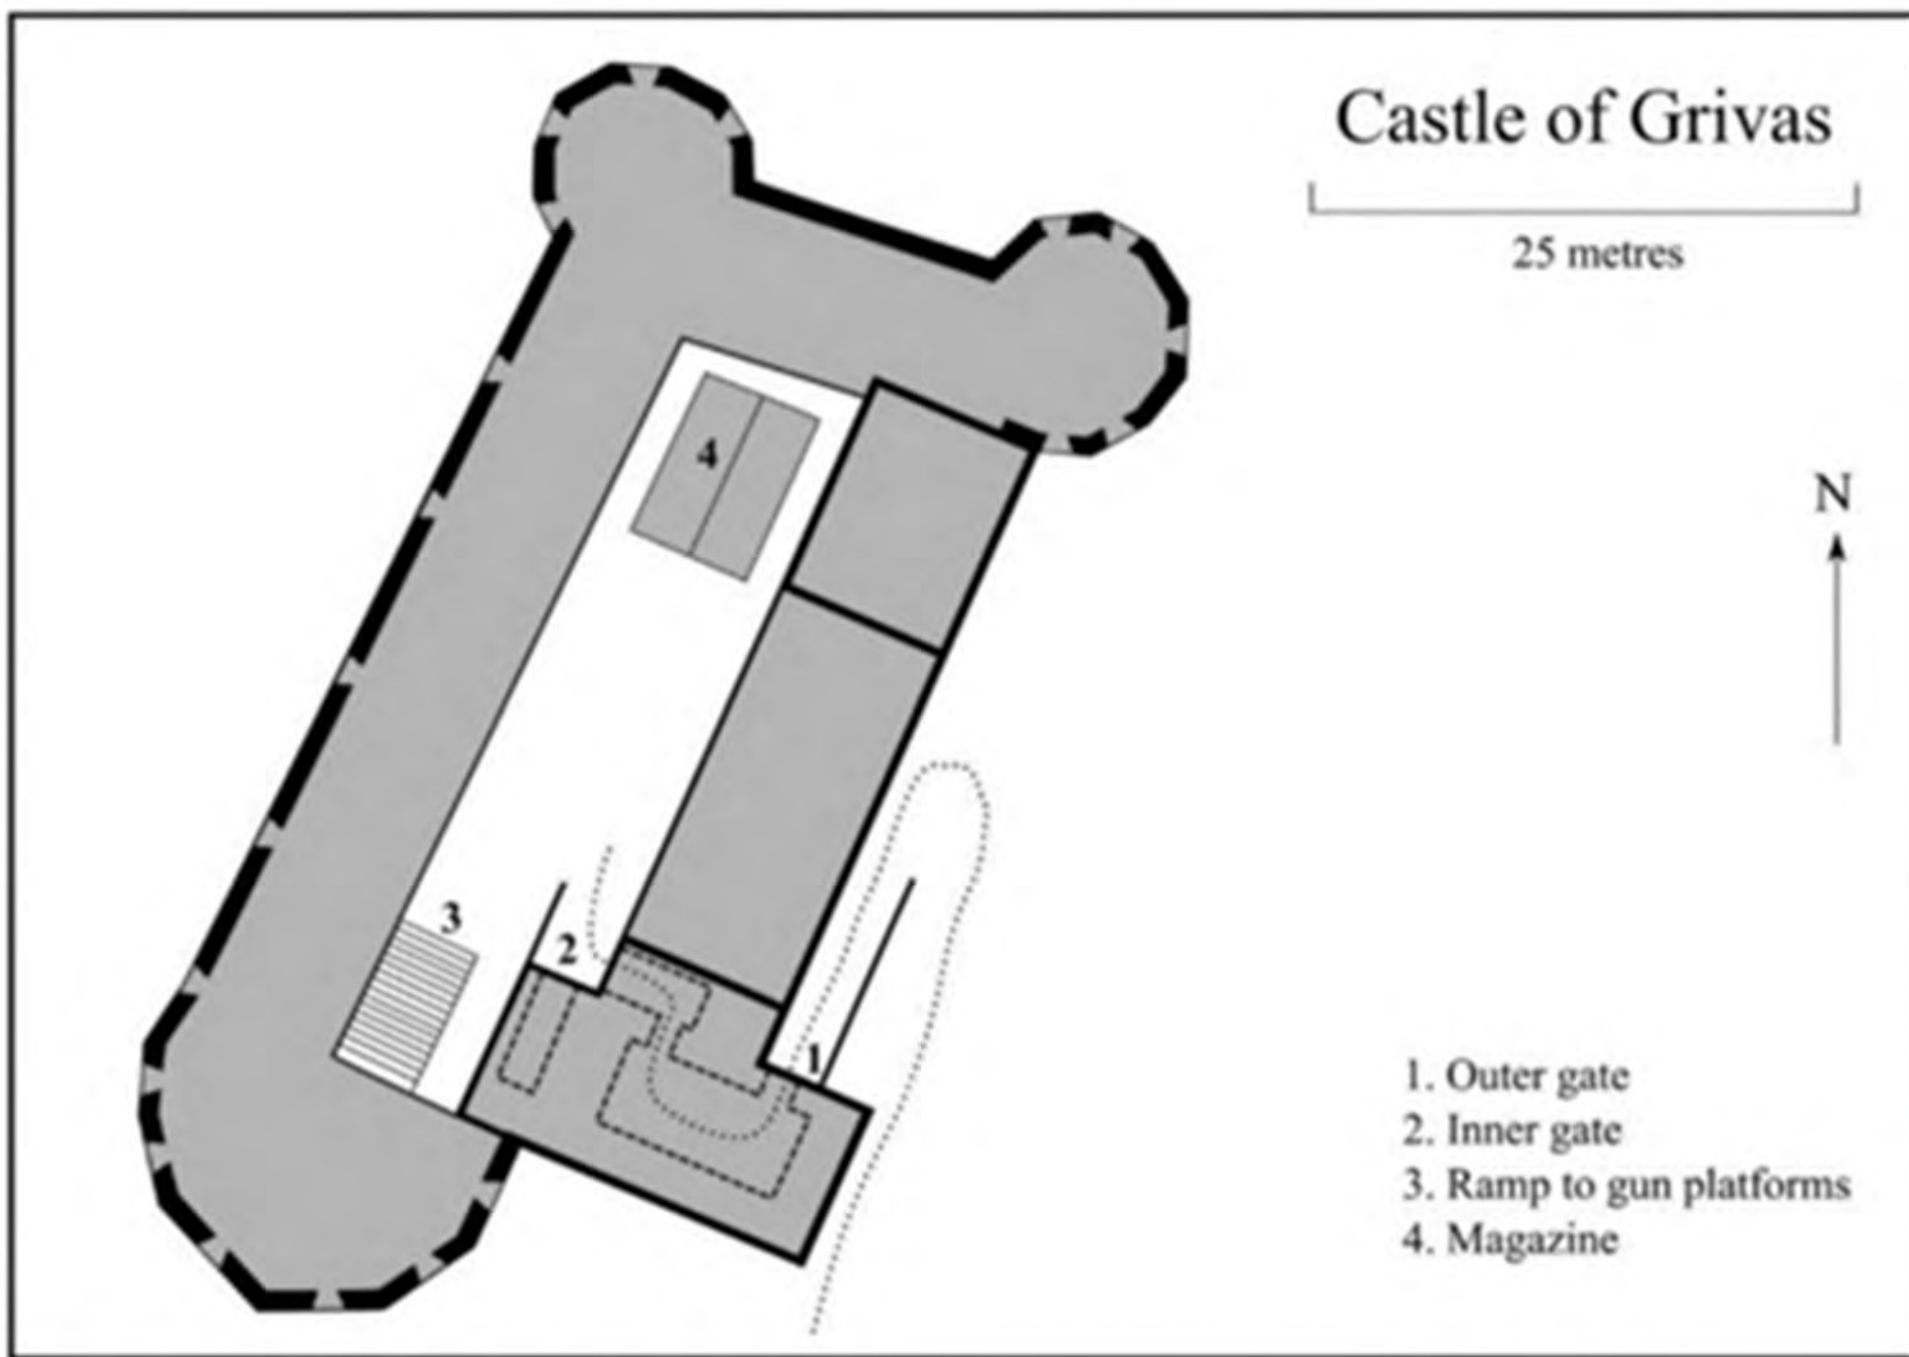 Castle of Grivas
25 metres
N
4
3
2
1
1. Outer gate
2. Inner gate
3. Ramp to gun platforms
4. Magazine